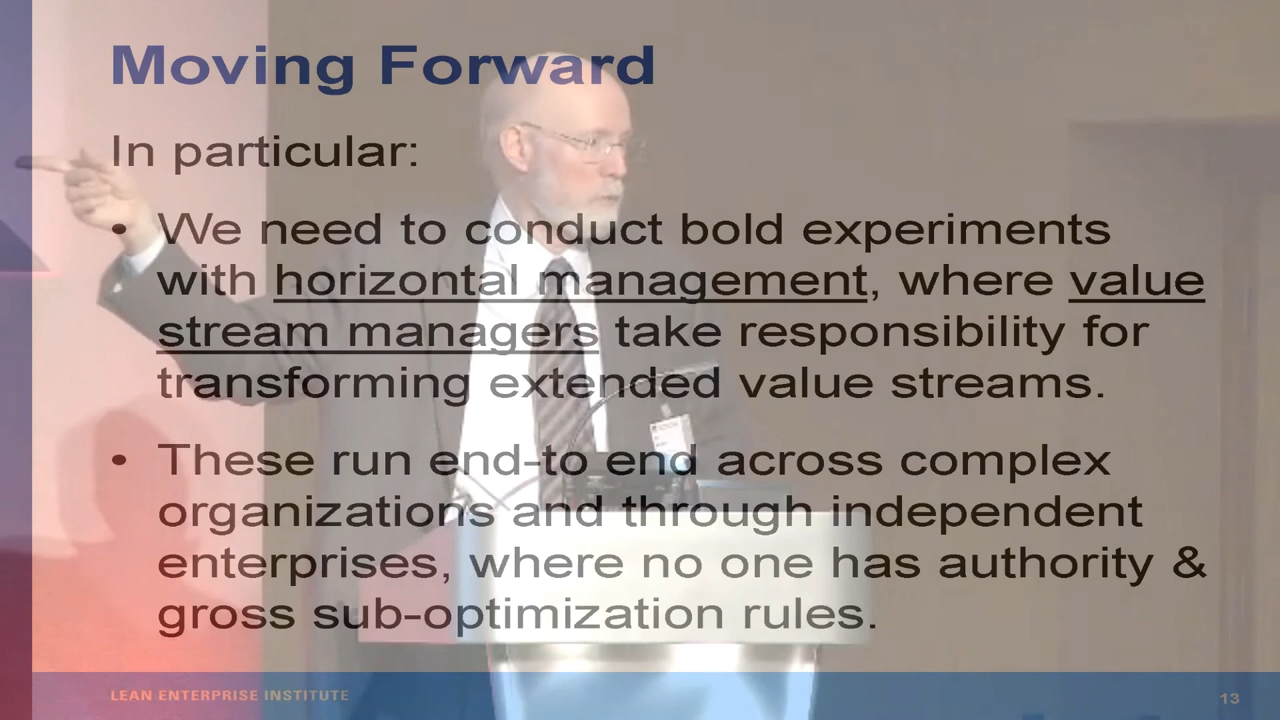 Moving Forward
In particular:
• We need to conduct bold experiments
with horizontal management, where value
stream managers take responsibility for
transforming extended value streams.
• These run end-to end across complex
organizations and through independent
enterprises, where no one has authority &
gross sub-optimization rules.
LEAN ENTERPRISE INSTITUTE
13